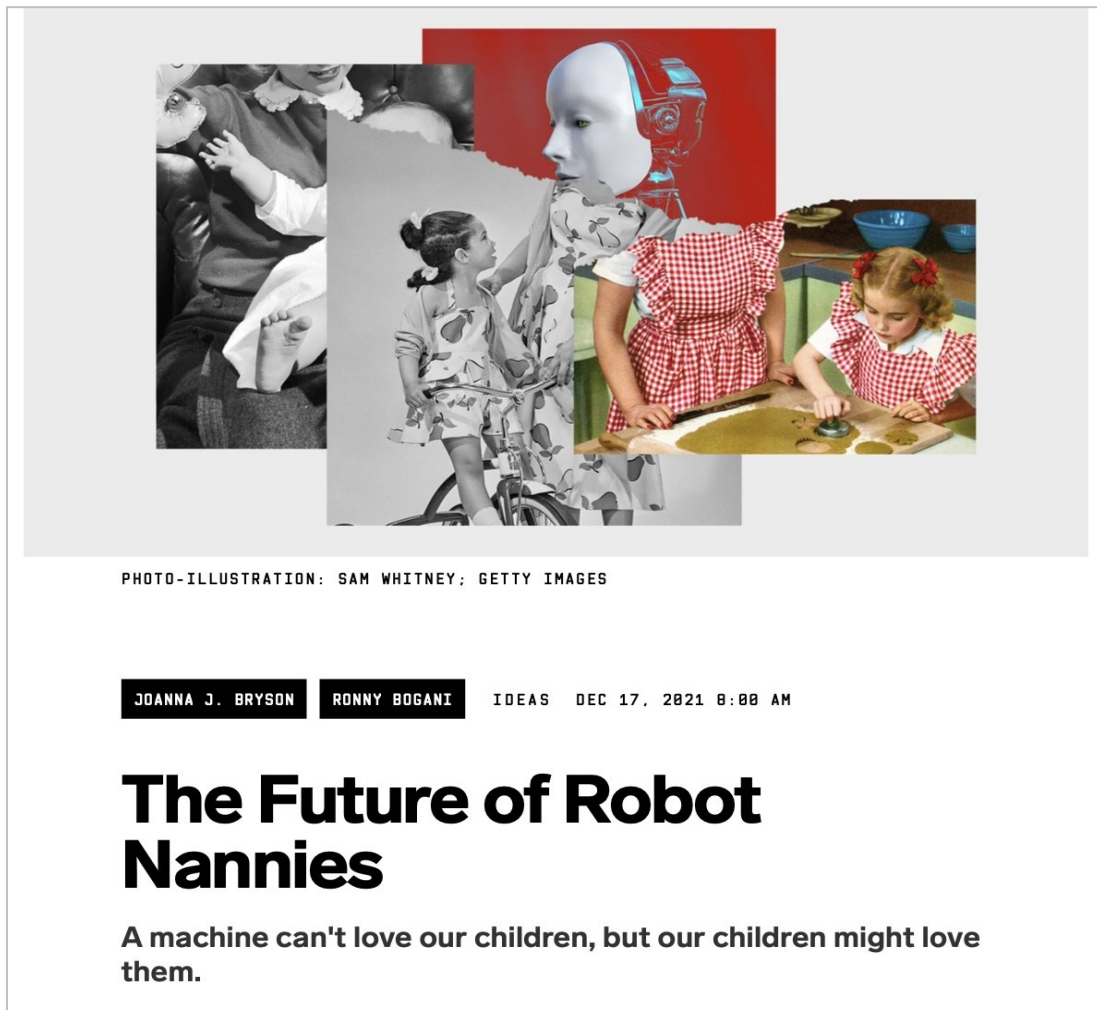 PHOTO-ILLUSTRATION: SAM WHITNEY; GETTY IMAGES
JOANNA J. BRYSON RONNY BOGANI IDEAS DEC 17, 2021 8:00 AM
The Future of Robot
Nannies
A machine can't love our children, but our children might love
them.